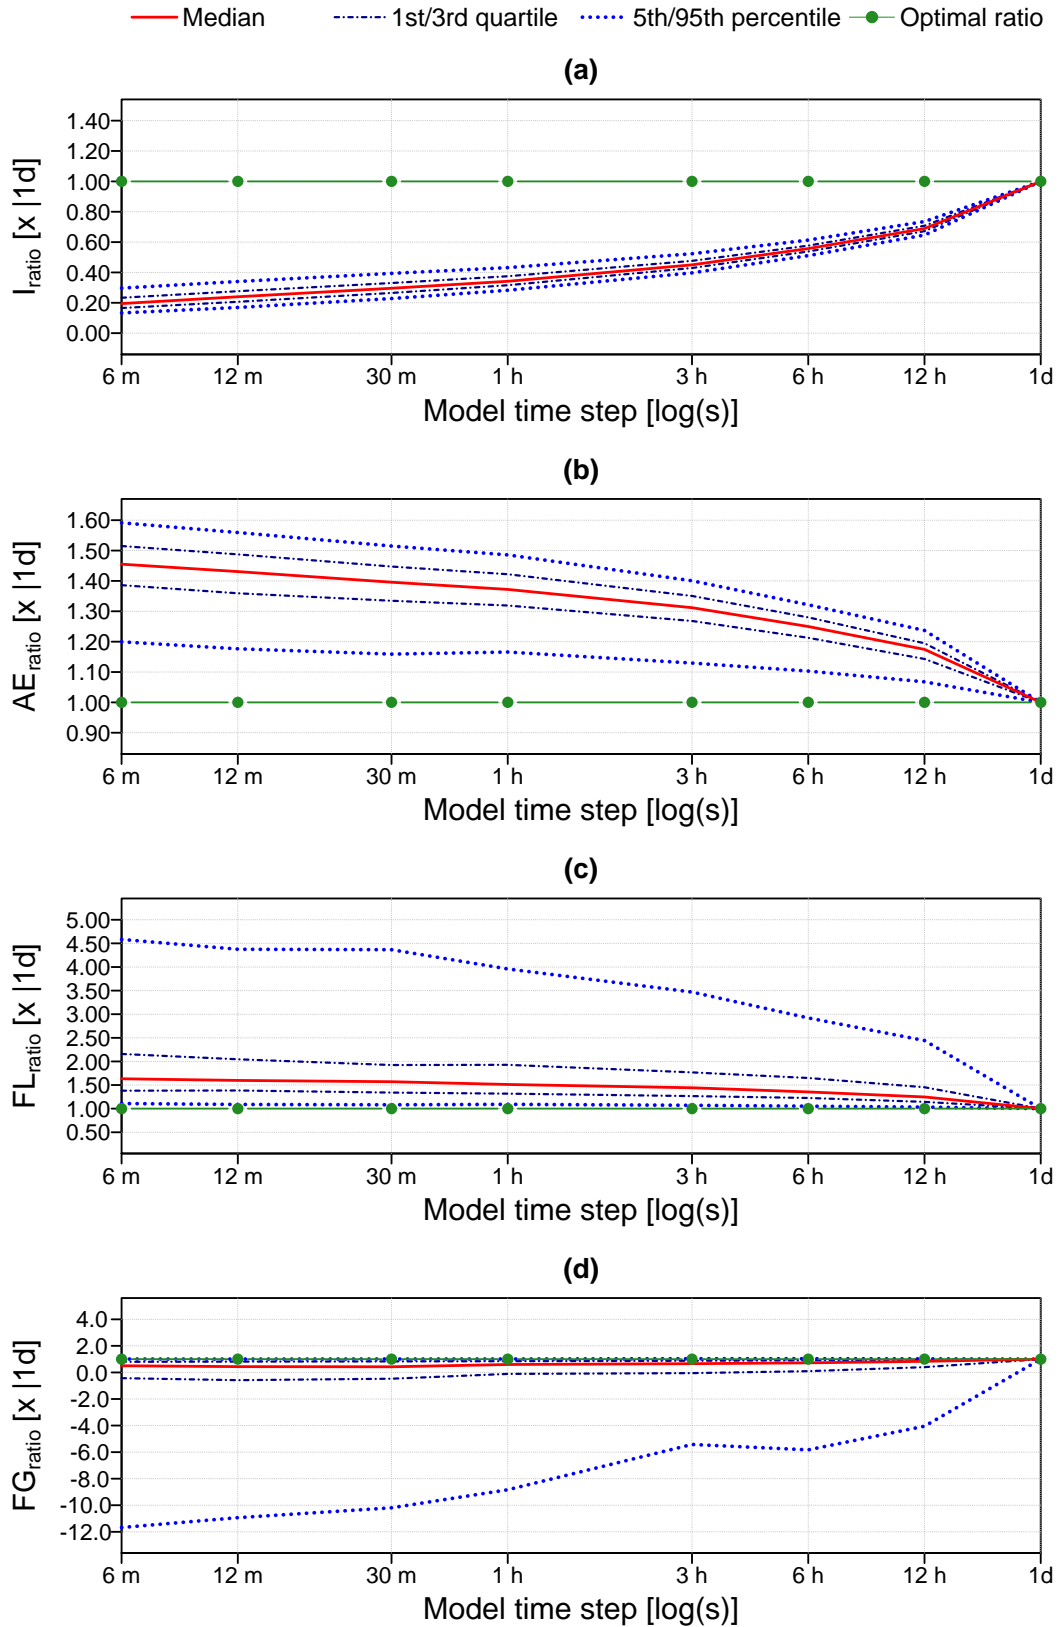 Median 1st/3rd quartile 5th/95th percentile Optimal ratio
(a)
I_ratio [x |1d]
1.40
1.20
1.00
0.80
0.60
0.40
0.20
0.00
6 m 12 m 30 m 1 h 3 h 6 h 12 h 1d
Model time step [log(s)]
(b)
AE_ratio [x |1d]
1.60
1.50
1.40
1.30
1.20
1.10
1.00
0.90
6 m 12 m 30 m 1 h 3 h 6 h 12 h 1d
Model time step [log(s)]
(c)
FL_ratio [x |1d]
5.00
4.50
4.00
3.50
3.00
2.50
2.00
1.50
1.00
0.50
6 m 12 m 30 m 1 h 3 h 6 h 12 h 1d
Model time step [log(s)]
(d)
FG_ratio [x |1d]
4.0
2.0
0.0
-2.0
-4.0
-6.0
-8.0
-10.0
-12.0
6 m 12 m 30 m 1 h 3 h 6 h 12 h 1d
Model time step [log(s)]